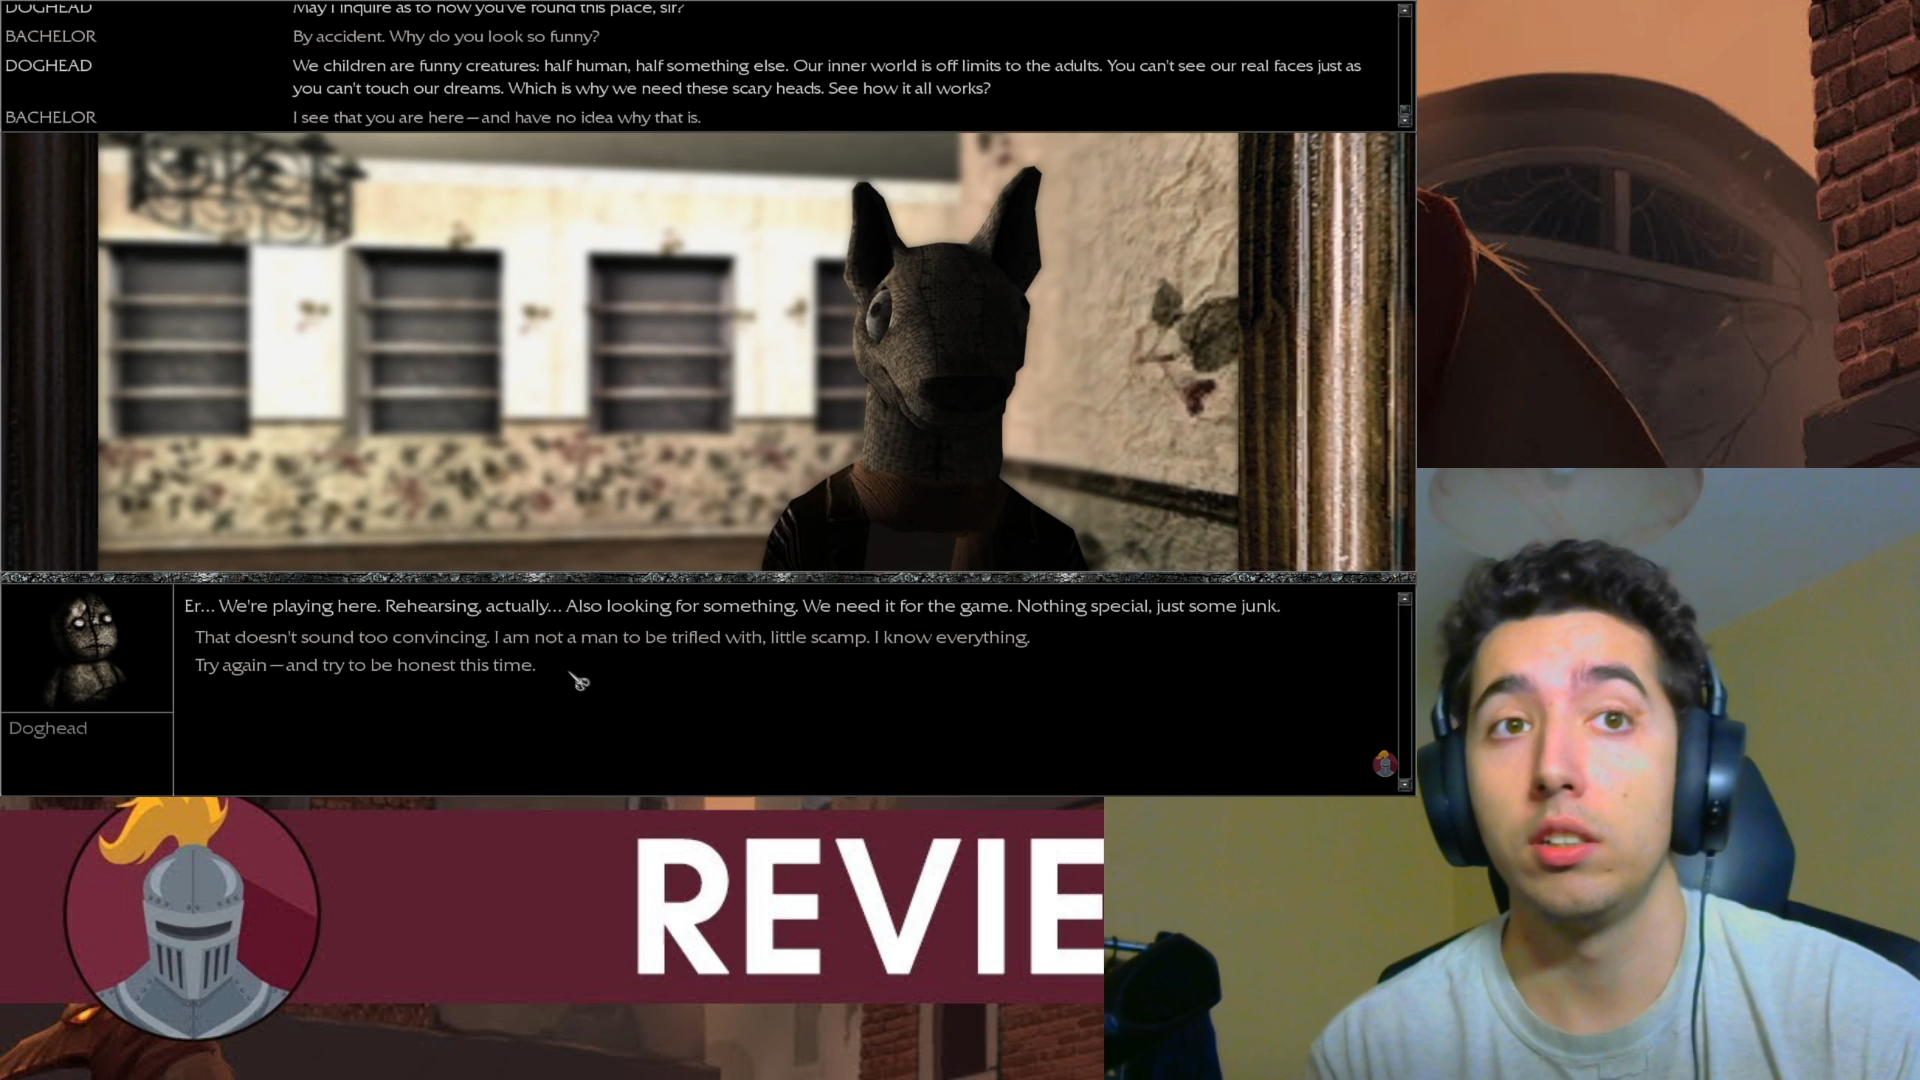 DOGHEAD May I inquire as to how you've found this place, sir?
BACHELOR By accident. Why do you look so funny?
DOGHEAD We children are funny creatures: half human, half something else. Our inner world is off limits to the adults. You can't see our real faces just as
you can't touch our dreams. Which is why we need these scary heads. See how it all works?
BACHELOR I see that you are here—and have no idea why that is.
Er... We're playing here. Rehearsing, actually... Also looking for something. We need it for the game. Nothing special, just some junk.
That doesn't sound too convincing. I am not a man to be trifled with, little scamp. I know everything.
Try again—and try to be honest this time.
Doghead
REVIE